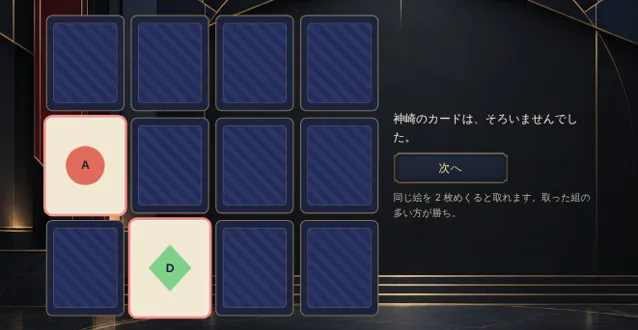 神崎のカードは、そろいませんでし
た。
A
次へ
同じ絵を 2 枚めくると取れます。取った組の
多い方が勝ち。
D